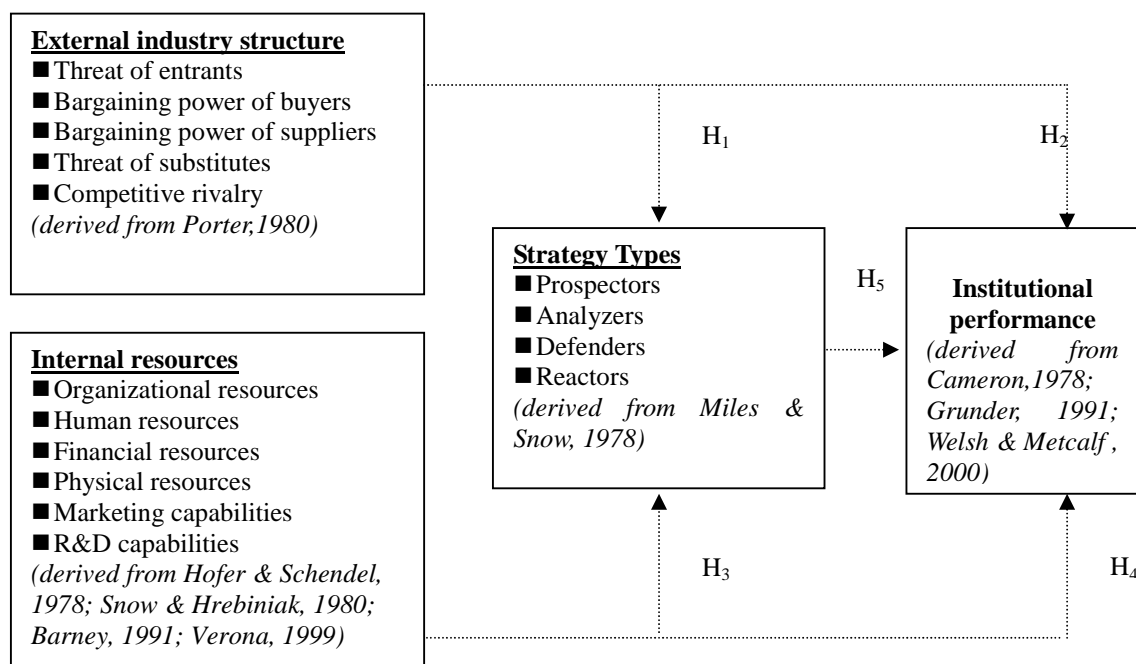 External industry structure
■ Threat of entrants
■ Bargaining power of buyers
■ Bargaining power of suppliers
■ Threat of substitutes
■ Competitive rivalry
(derived from Porter,1980)
H1
H2
Strategy Types
■ Prospectors
■ Analyzers
■ Defenders
■ Reactors
(derived from Miles &
Snow, 1978)
H5
Institutional
performance
(derived from
Cameron,1978;
Grunder, 1991;
Welsh & Metcalf ,
2000)
Internal resources
■ Organizational resources
■ Human resources
■ Financial resources
■ Physical resources
■ Marketing capabilities
■ R&D capabilities
(derived from Hofer & Schendel,
1978; Snow & Hrebiniak, 1980;
Barney, 1991; Verona, 1999)
H3
H4